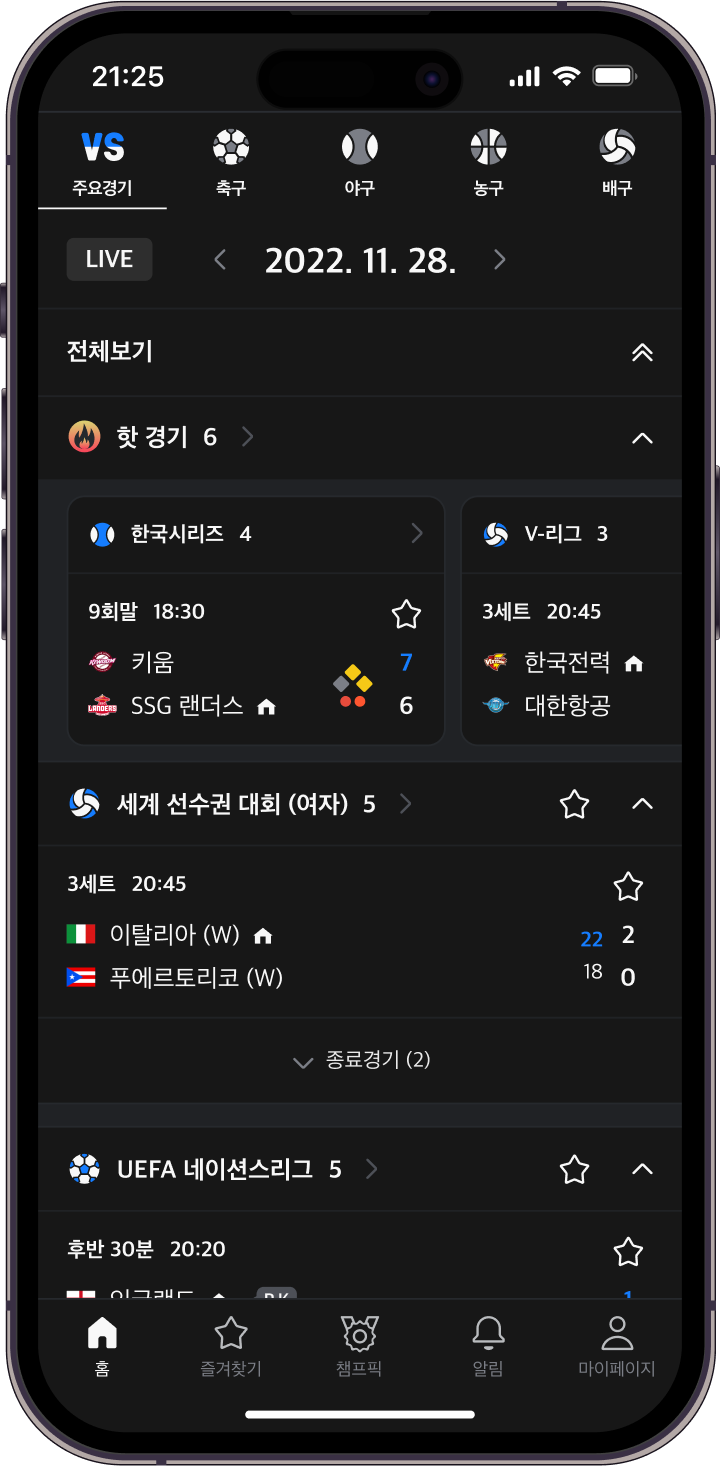 21:25
VS
주요경기 축구 야구 농구 배구
LIVE 2022. 11. 28.
전체보기
핫 경기 6
한국시리즈 4
9회말 18:30
키움 7
SSG 랜더스 6
V-리그 3
3세트 20:45
한국전력
대한항공
세계 선수권 대회 (여자) 5
3세트 20:45
이탈리아 (W) 22 2
푸에르토리코 (W) 18 0
종료경기 (2)
UEFA 네이션스리그 5
후반 30분 20:20
홈 즐겨찾기 챔프픽 알림 마이페이지